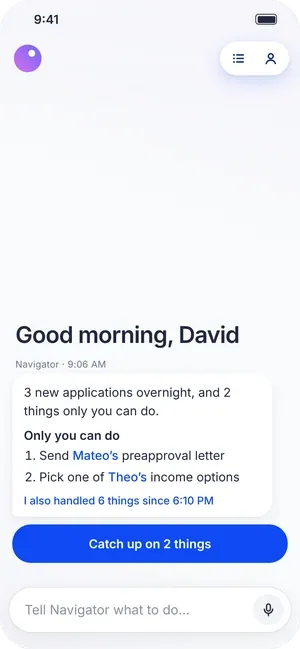 9:41
Good morning, David
Navigator · 9:06 AM
3 new applications overnight, and 2
things only you can do.
Only you can do
1. Send Mateo’s preapproval letter
2. Pick one of Theo’s income options
I also handled 6 things since 6:10 PM
Catch up on 2 things
Tell Navigator what to do...